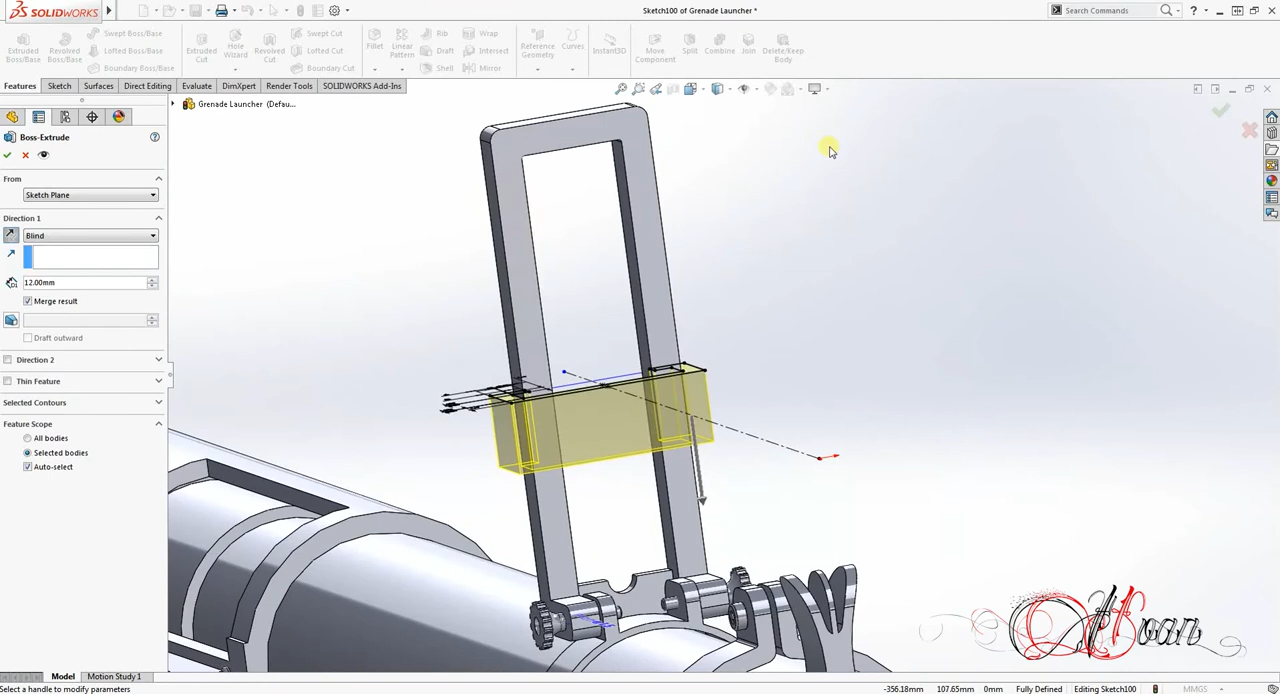 SOLIDWORKS
Sketch100 of Grenade Launcher *
Search Commands
Extruded Boss/Base
Revolved Boss/Base
Swept Boss/Base
Lofted Boss/Base
Boundary Boss/Base
Extruded Cut
Hole Wizard
Revolved Cut
Swept Cut
Lofted Cut
Boundary Cut
Fillet
Linear Pattern
Rib
Draft
Shell
Wrap
Intersect
Mirror
Reference Geometry
Curves
Instant3D
Move Component
Split
Combine
Join
Delete/Keep Body
Features
Sketch
Surfaces
Direct Editing
Evaluate
DimXpert
Render Tools
SOLIDWORKS Add-Ins
Grenade Launcher (Defau...
Boss-Extrude
From
Sketch Plane
Direction 1
Blind
12.00mm
Merge result
Draft outward
Direction 2
Thin Feature
Selected Contours
Feature Scope
All bodies
Selected bodies
Auto-select
Model
Motion Study 1
Select a handle to modify parameters
-356.18mm
107.65mm
0mm
Fully Defined
Editing Sketch100
MMGS